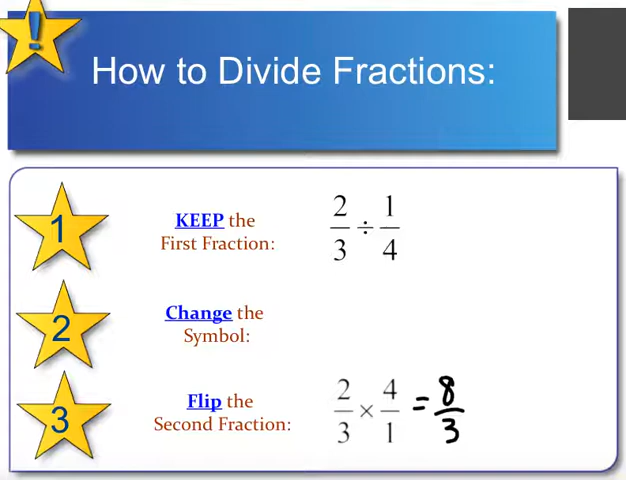 !
How to Divide Fractions:
1
KEEP the
First Fraction:
2/3 ÷ 1/4
2
Change the
Symbol:
3
Flip the
Second Fraction:
2/3 × 4/1 = 8/3